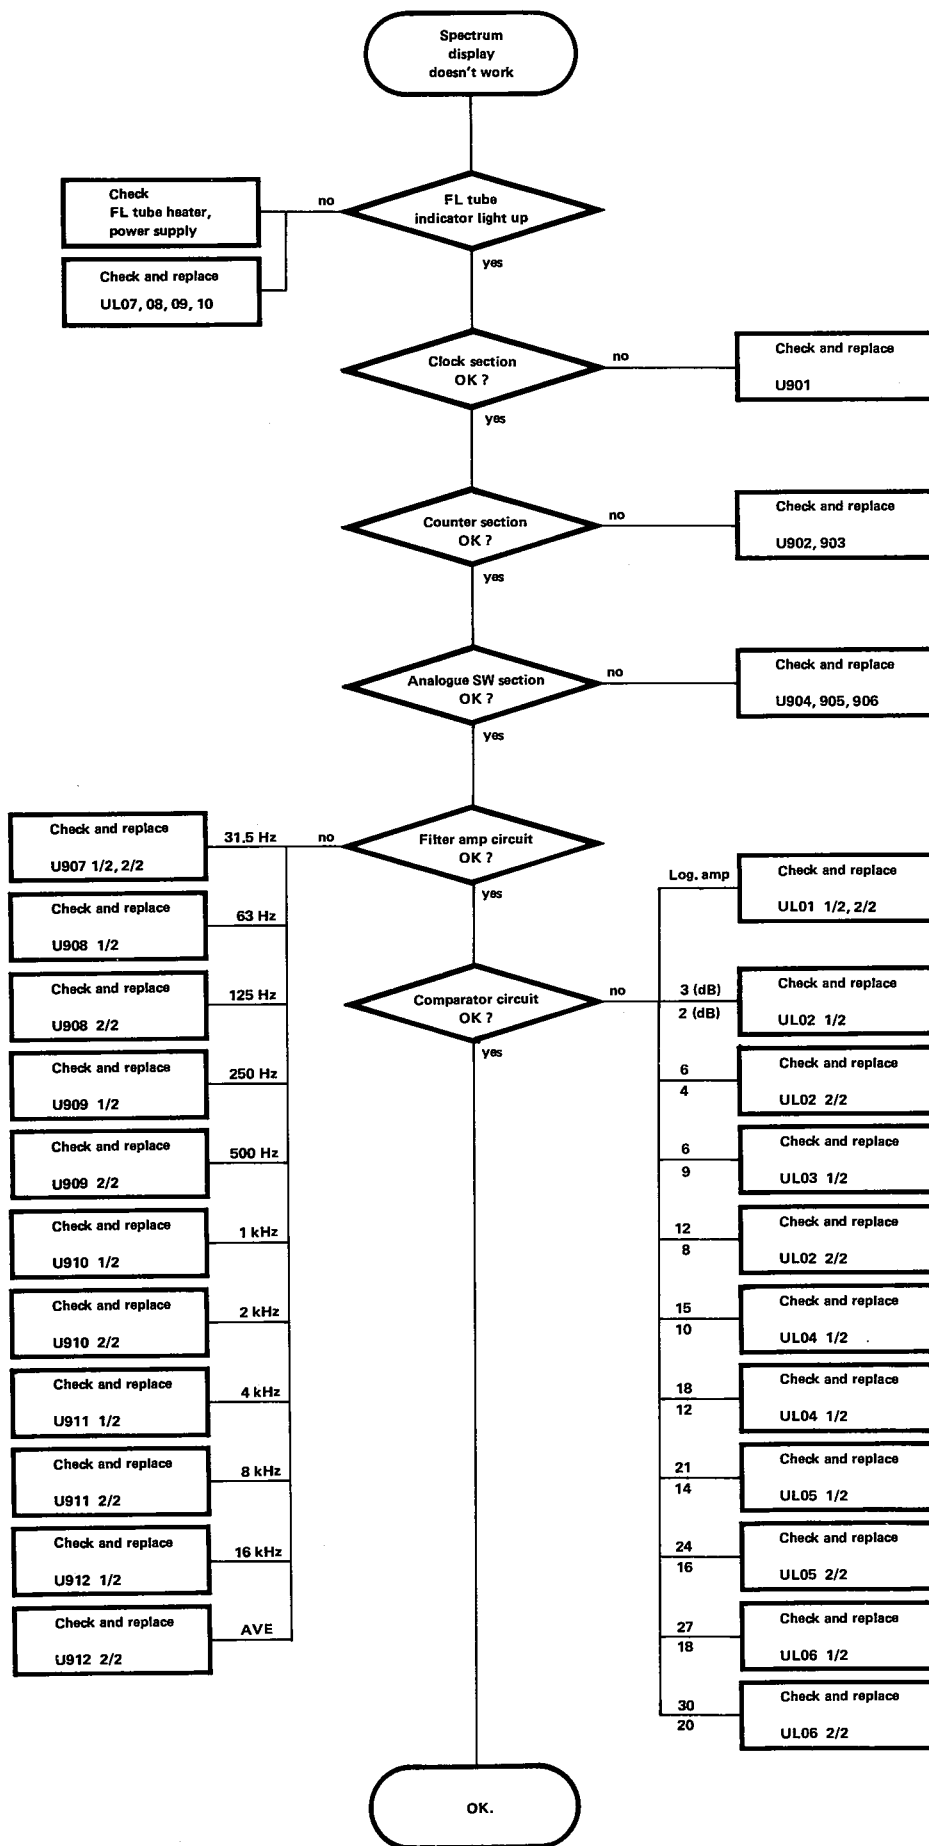 Spectrum
display
doesn't work
FL tube
indicator light up
no
Check
FL tube heater,
power supply
Check and replace
UL07, 08, 09, 10
yes
Clock section
OK ?
no
Check and replace
U901
yes
Counter section
OK ?
no
Check and replace
U902, 903
yes
Analogue SW section
OK ?
no
Check and replace
U904, 905, 906
yes
Filter amp circuit
OK ?
no
31.5 Hz
Check and replace
U907 1/2, 2/2
63 Hz
Check and replace
U908 1/2
125 Hz
Check and replace
U908 2/2
250 Hz
Check and replace
U909 1/2
500 Hz
Check and replace
U909 2/2
1 kHz
Check and replace
U910 1/2
2 kHz
Check and replace
U910 2/2
4 kHz
Check and replace
U911 1/2
8 kHz
Check and replace
U911 2/2
16 kHz
Check and replace
U912 1/2
AVE
Check and replace
U912 2/2
yes
Comparator circuit
OK ?
no
Log. amp
Check and replace
UL01 1/2, 2/2
3 (dB)
2 (dB)
Check and replace
UL02 1/2
6
4
Check and replace
UL02 2/2
6
9
Check and replace
UL03 1/2
12
8
Check and replace
UL02 2/2
15
10
Check and replace
UL04 1/2
18
12
Check and replace
UL04 1/2
21
14
Check and replace
UL05 1/2
24
16
Check and replace
UL05 2/2
27
18
Check and replace
UL06 1/2
30
20
Check and replace
UL06 2/2
yes
OK.